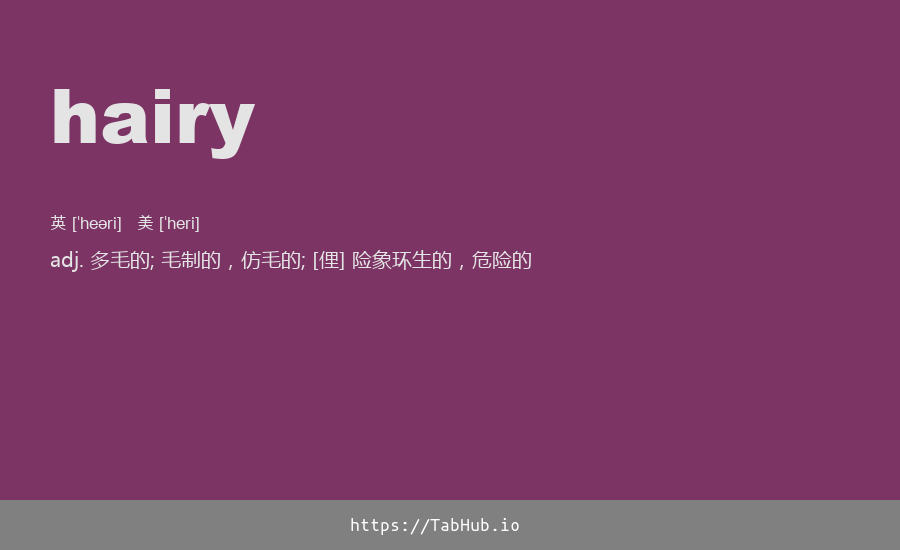 hairy
英 [ˈheəri] 美 [ˈheri]
adj. 多毛的; 毛制的，仿毛的; [俚] 险象环生的，危险的
https://TabHub.io